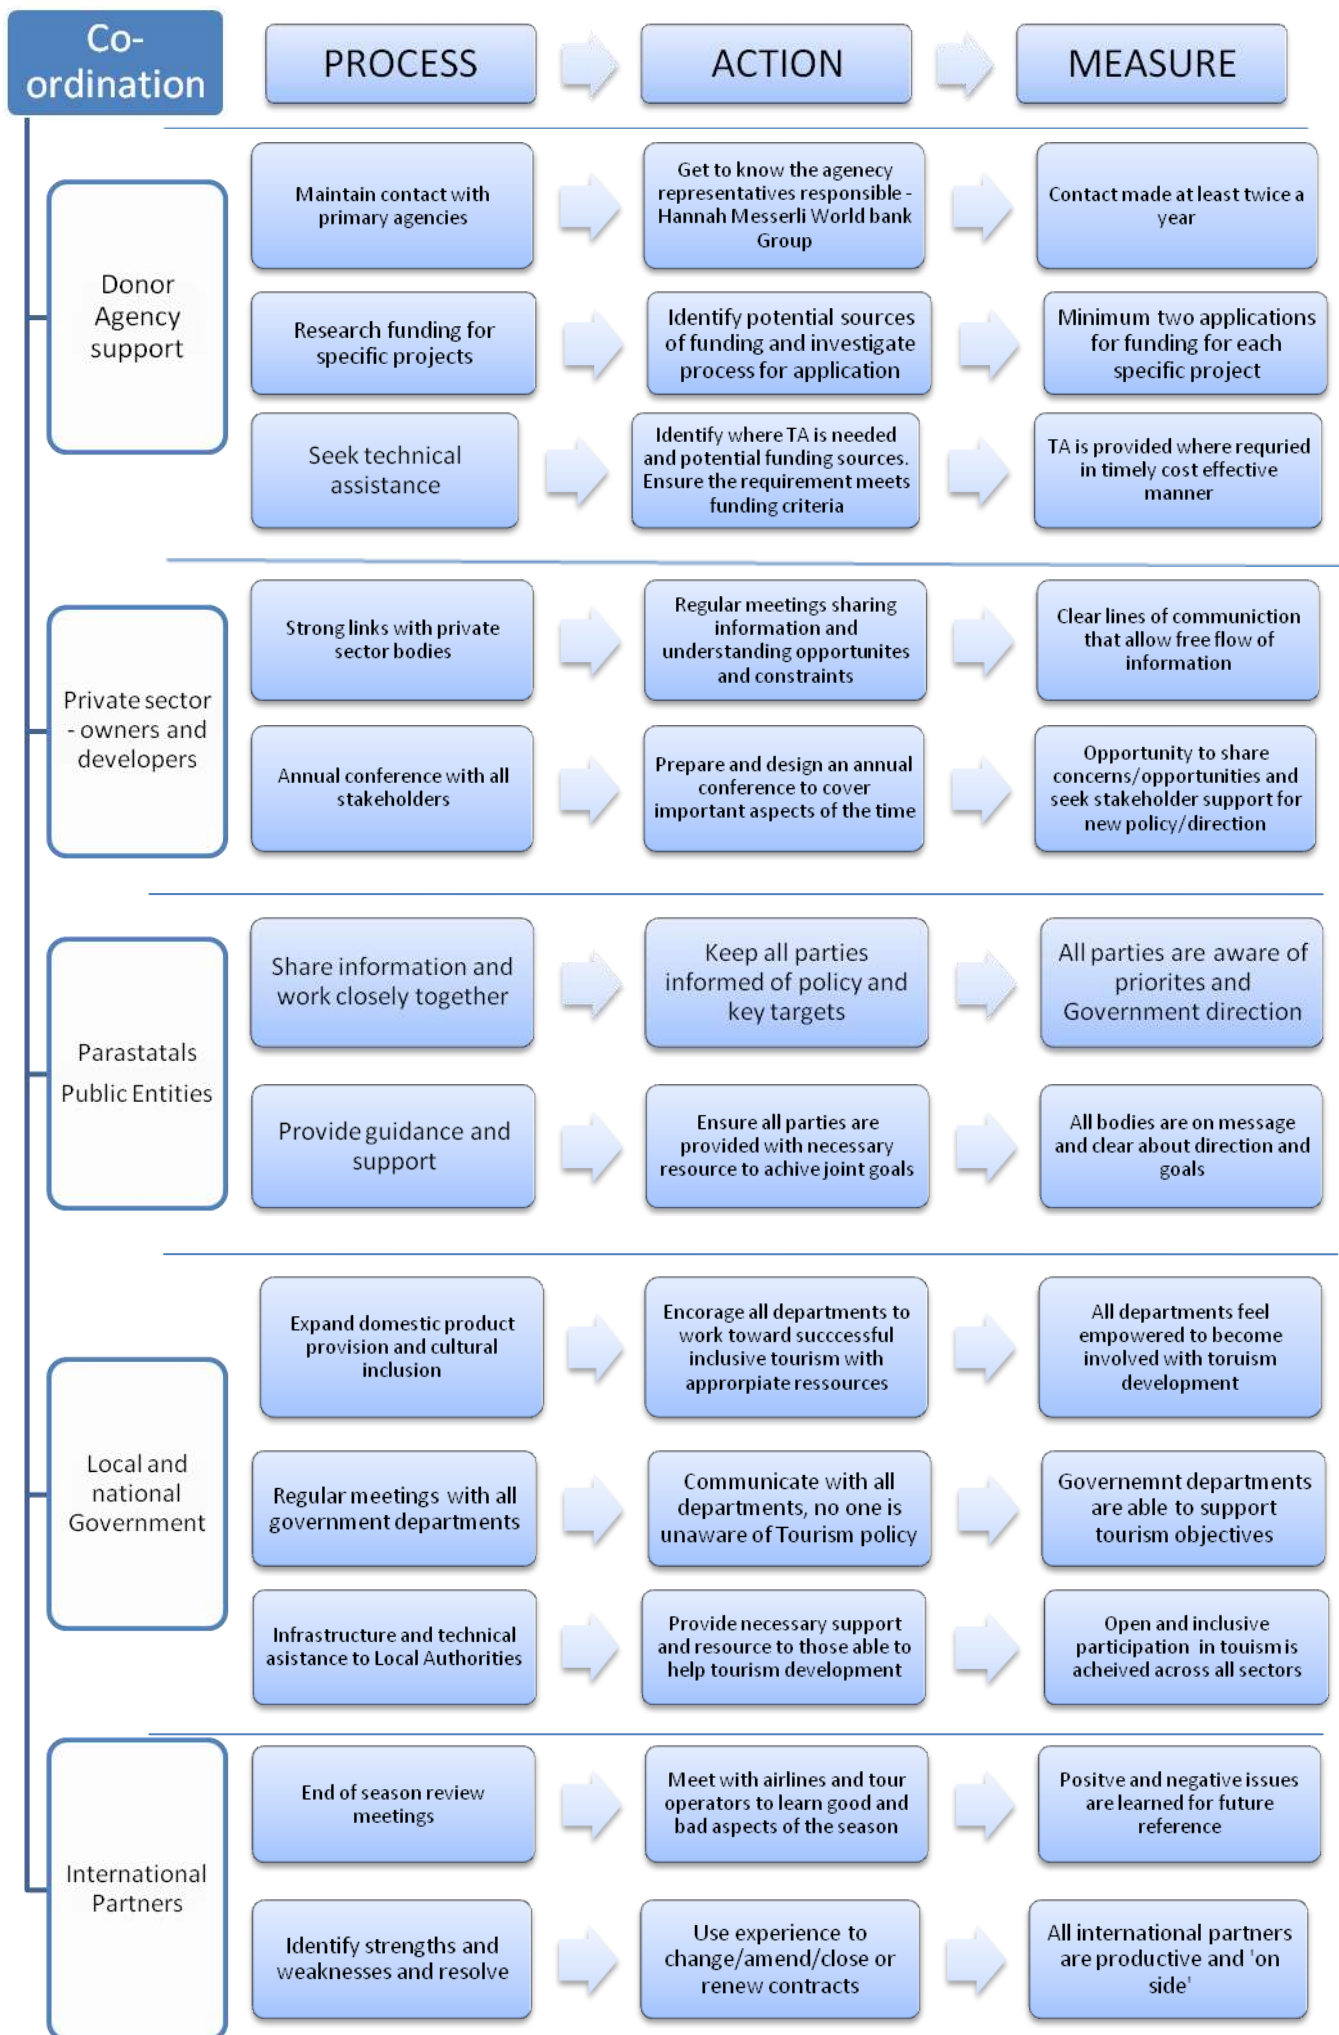 Co-
ordination
PROCESS
ACTION
MEASURE
Donor
Agency
support
Maintain contact with
primary agencies
Get to know the agenecy
representatives responsible -
Hannah Messerli World bank
Group
Contact made at least twice a
year
Research funding for
specific projects
Identify potential sources
of funding and investigate
process for application
Minimum two applications
for funding for each
specific project
Seek technical
assistance
Identify where TA is needed
and potential funding sources.
Ensure the requirement meets
funding criteria
TA is provided where requried
in timely cost effective
manner
Private sector
- owners and
developers
Strong links with private
sector bodies
Regular meetings sharing
information and
understanding opportunites
and constraints
Clear lines of communiction
that allow free flow of
information
Annual conference with all
stakeholders
Prepare and design an annual
conference to cover
important aspects of the time
Opportunity to share
concerns/opportunities and
seek stakeholder support for
new policy/direction
Parastatals
Public Entities
Share information and
work closely together
Keep all parties
informed of policy and
key targets
All parties are aware of
priorites and
Government direction
Provide guidance and
support
Ensure all parties are
provided with necessary
resource to achive joint goals
All bodies are on message
and clear about direction and
goals
Local and
national
Government
Expand domestic product
provision and cultural
inclusion
Encorage all departments to
work toward succcessful
inclusive tourism with
approrpiate ressources
All departments feel
empowered to become
involved with toruism
development
Regular meetings with all
government departments
Communicate with all
departments, no one is
unaware of Tourism policy
Governemnt departments
are able to support
tourism objectives
Infrastructure and technical
asistance to Local Authorities
Provide necessary support
and resource to those able to
help tourism development
Open and inclusive
participation in touism is
acheived across all sectors
International
Partners
End of season review
meetings
Meet with airlines and tour
operators to learn good and
bad aspects of the season
Positve and negative issues
are learned for future
reference
Identify strengths and
weaknesses and resolve
Use experience to
change/amend/close or
renew contracts
All international partners
are productive and 'on
side'